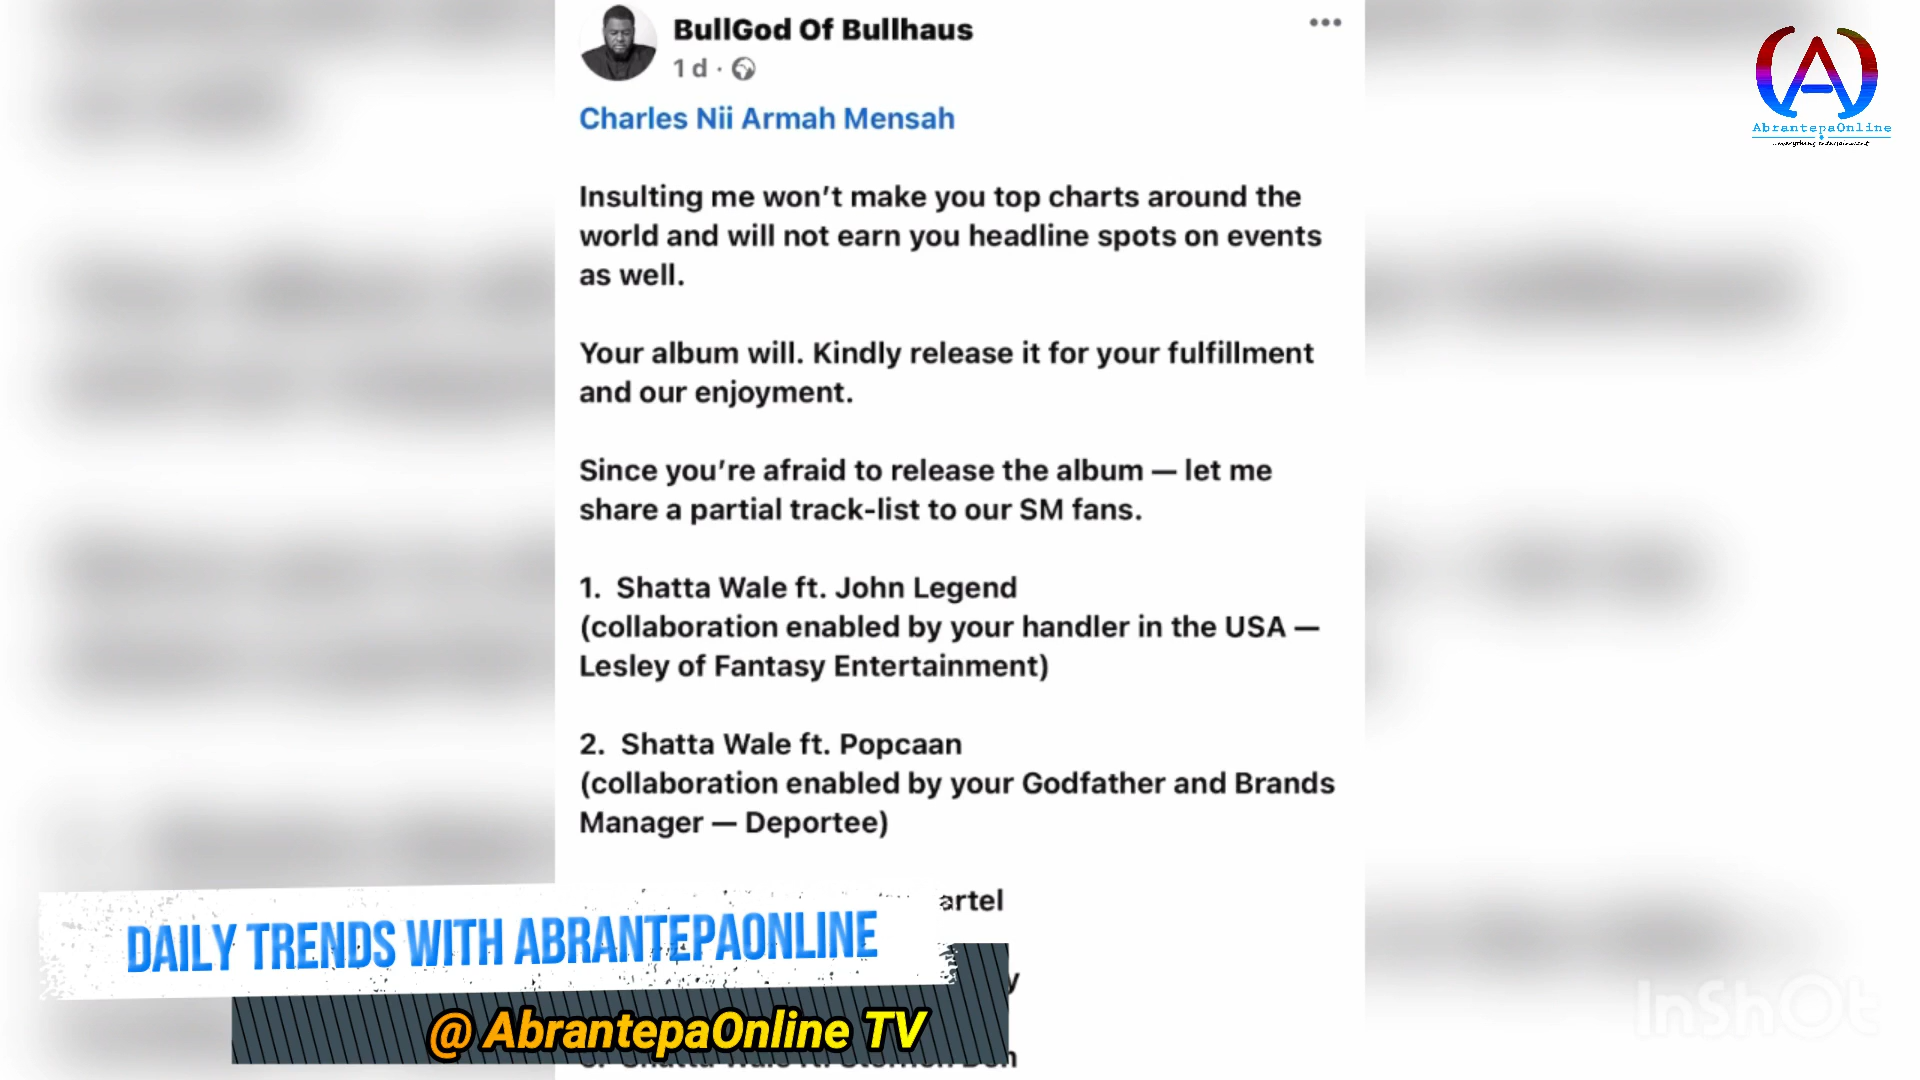 BullGod Of Bullhaus
1 d ·
Charles Nii Armah Mensah
Insulting me won’t make you top charts around the
world and will not earn you headline spots on events
as well.
Your album will. Kindly release it for your fulfillment
and our enjoyment.
Since you’re afraid to release the album — let me
share a partial track-list to our SM fans.
1. Shatta Wale ft. John Legend
(collaboration enabled by your handler in the USA —
Lesley of Fantasy Entertainment)
2. Shatta Wale ft. Popcaan
(collaboration enabled by your Godfather and Brands
Manager — Deportee)
artel
DAILY TRENDS WITH ABRANTEPAONLINE
@ AbrantepaOnline TV
(A)
AbrantepaOnline
InShOt